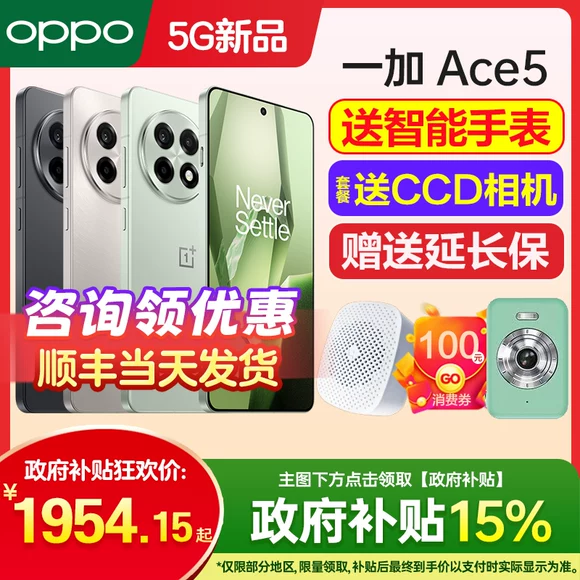 oppo
5G新品
一加 Ace5
送智能手表
套餐 送CCD相机
赠送延长保
Never
Settle
1+
咨询领优惠
顺丰当天发货
100元
GO
消费券
政府补贴狂欢价:
¥1954.15起
主图下方点击领取【政府补贴】
政府补贴15%
*仅限部分地区,限量领取,补贴后最终到手价以支付时实际显示为准。